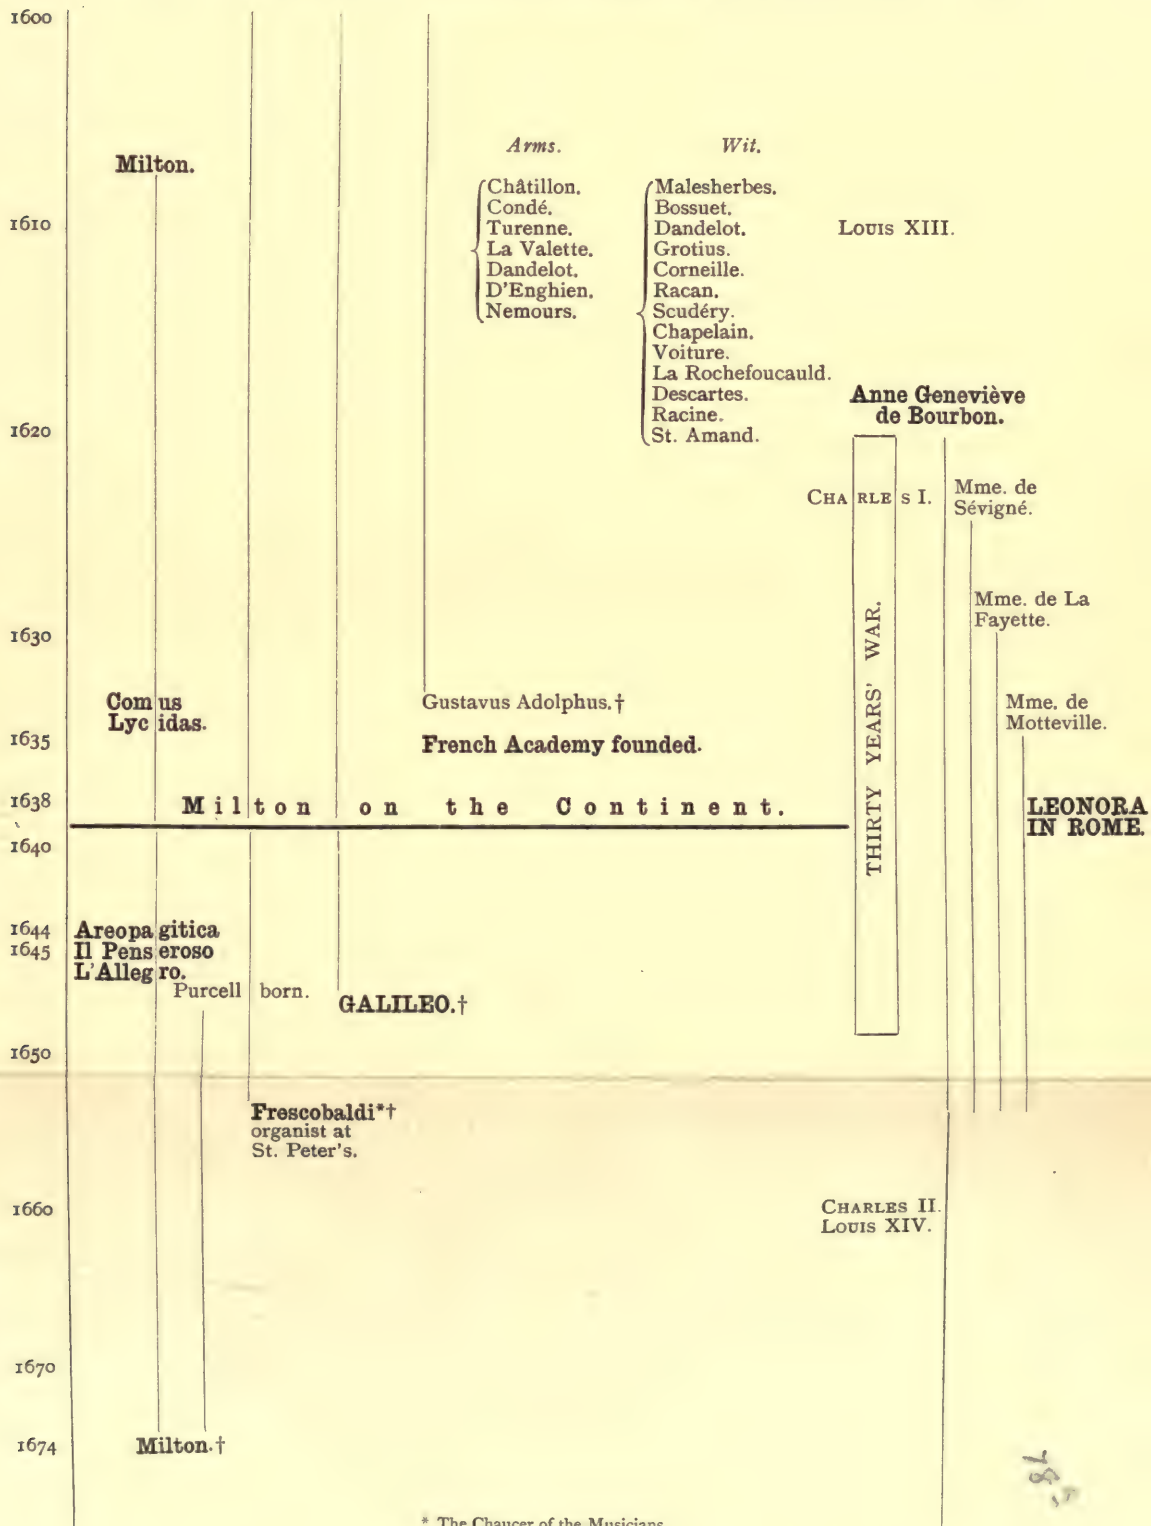 1600
Arms.
Wit.
Milton.
Châtillon.
Condé.
Turenne.
La Valette.
Dandelot.
D'Enghien.
Nemours.
Malesherbes.
Bossuet.
Dandelot.
Grotius.
Corneille.
Racan.
Scudéry.
Chapelain.
Voiture.
La Rochefoucauld.
Descartes.
Racine.
St. Amand.
1610
LOUIS XIII.
Anne Geneviève
de Bourbon.
1620
CHARLES I.
Mme. de
Sévigné.
Mme. de La
Fayette.
1630
THIRTY YEARS' WAR.
Comus
Lycidas.
Gustavus Adolphus.†
Mme. de
Motteville.
1635
French Academy founded.
1638
Milton on the Continent.
LEONORA
IN ROME.
1640
1644
1645
Areopagitica
Il Penseroso
L'Allegro.
Purcell born.
GALILEO.†
1650
Frescobaldi*†
organist at
St. Peter's.
1660
CHARLES II.
LOUIS XIV.
1670
1674
Milton.†
* The Chaucer of the Musicians